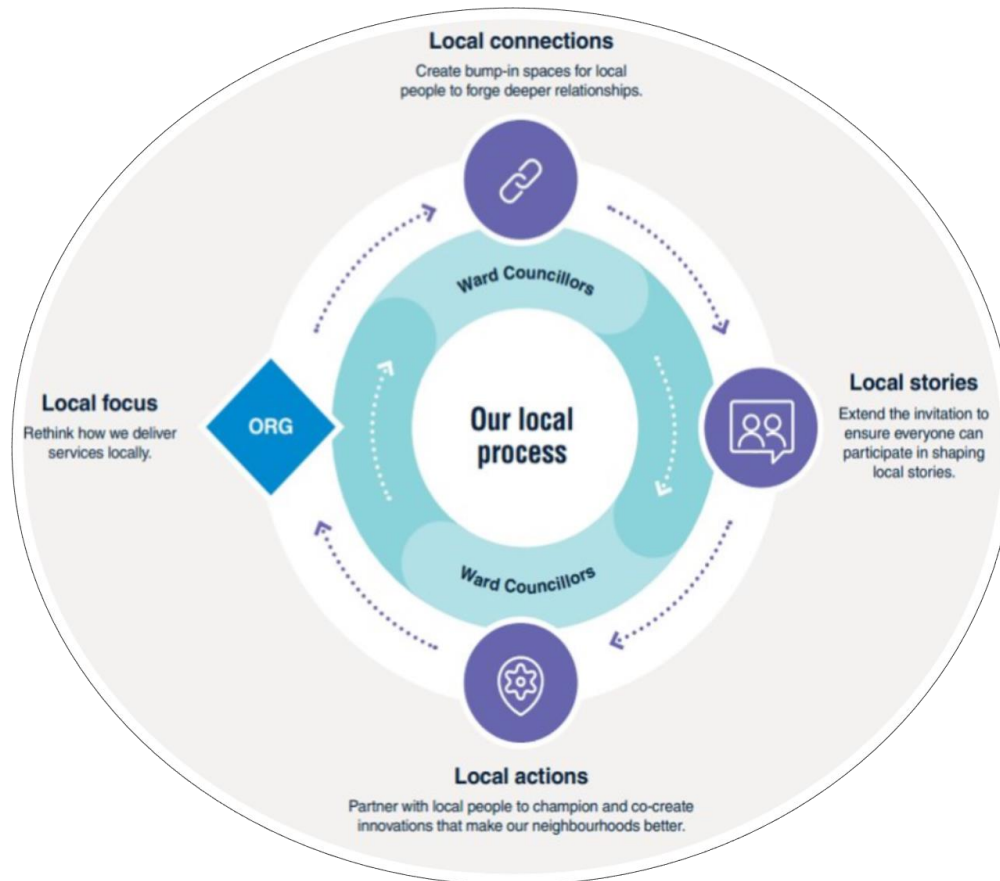 Local connections
Create bump-in spaces for local
people to forge deeper relationships.
Ward Councillors
Local focus
Rethink how we deliver
services locally.
ORG
Our local
process
Local stories
Extend the invitation to
ensure everyone can
participate in shaping
local stories.
Ward Councillors
Local actions
Partner with local people to champion and co-create
innovations that make our neighbourhoods better.